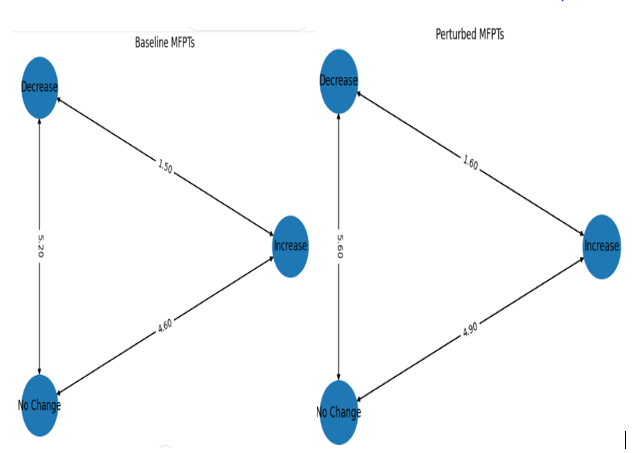 Baseline MFPTs
Decrease
1.50
5.20
Increase
4.60
No Change
Perturbed MFPTs
Decrease
1.60
5.60
Increase
4.90
No Change